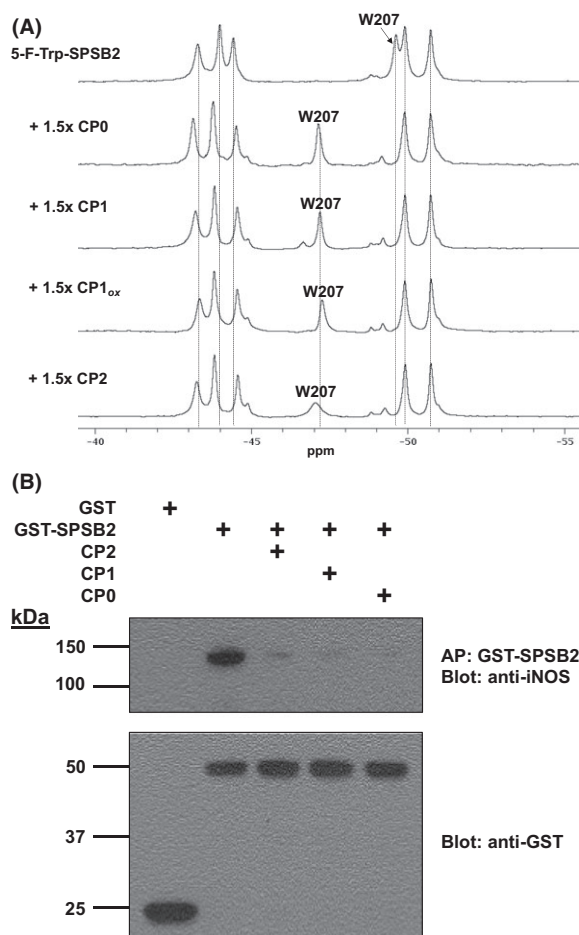 (A)
W207
5-F-Trp-SPSB2
+ 1.5x CP0
W207
+ 1.5x CP1
W207
+ 1.5x CP1ox
W207
+ 1.5x CP2
W207
-40
-45
-50
-55
ppm
(B)
GST +
GST-SPSB2 + + + +
CP2 +
CP1 +
CP0 +
kDa
150
100
AP: GST-SPSB2
Blot: anti-iNOS
50
37
25
Blot: anti-GST